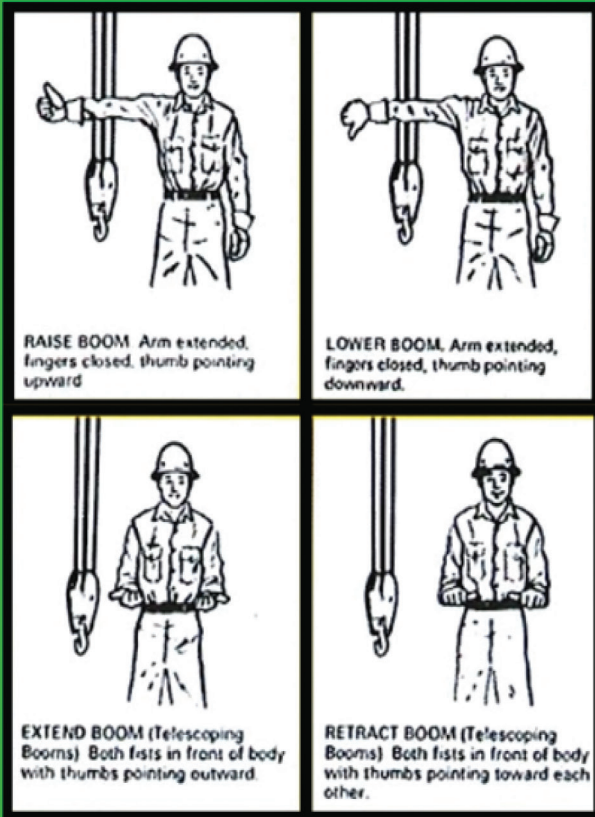 RAISE BOOM Arm extended,
fingers closed, thumb pointing
upward
LOWER BOOM, Arm extended,
fingers closed, thumb pointing
downward.
EXTEND BOOM (Telescoping
Booms) Both fists in front of body
with thumbs pointing outward.
RETRACT BOOM (Telescoping
Booms) Both fists in front of body
with thumbs pointing toward each
other.